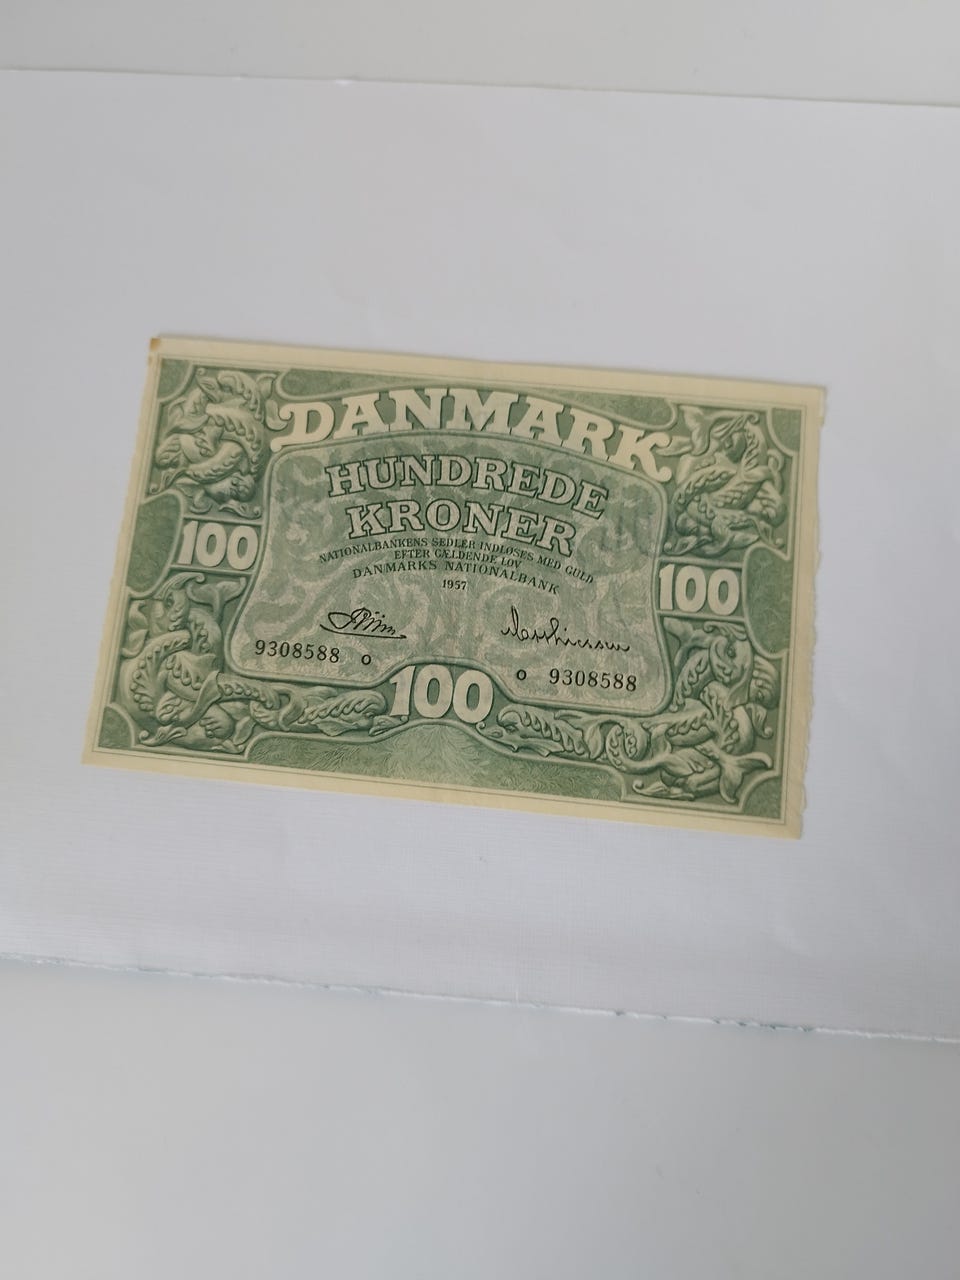 DANMARK
HUNDREDE
KRONER
NATIONALBANKENS SEDLER INDLØSES MED GULD
EFTER GÆLDENDE LOV
DANMARKS NATIONALBANK
1957
100
100
9308588 o
o 9308588
100